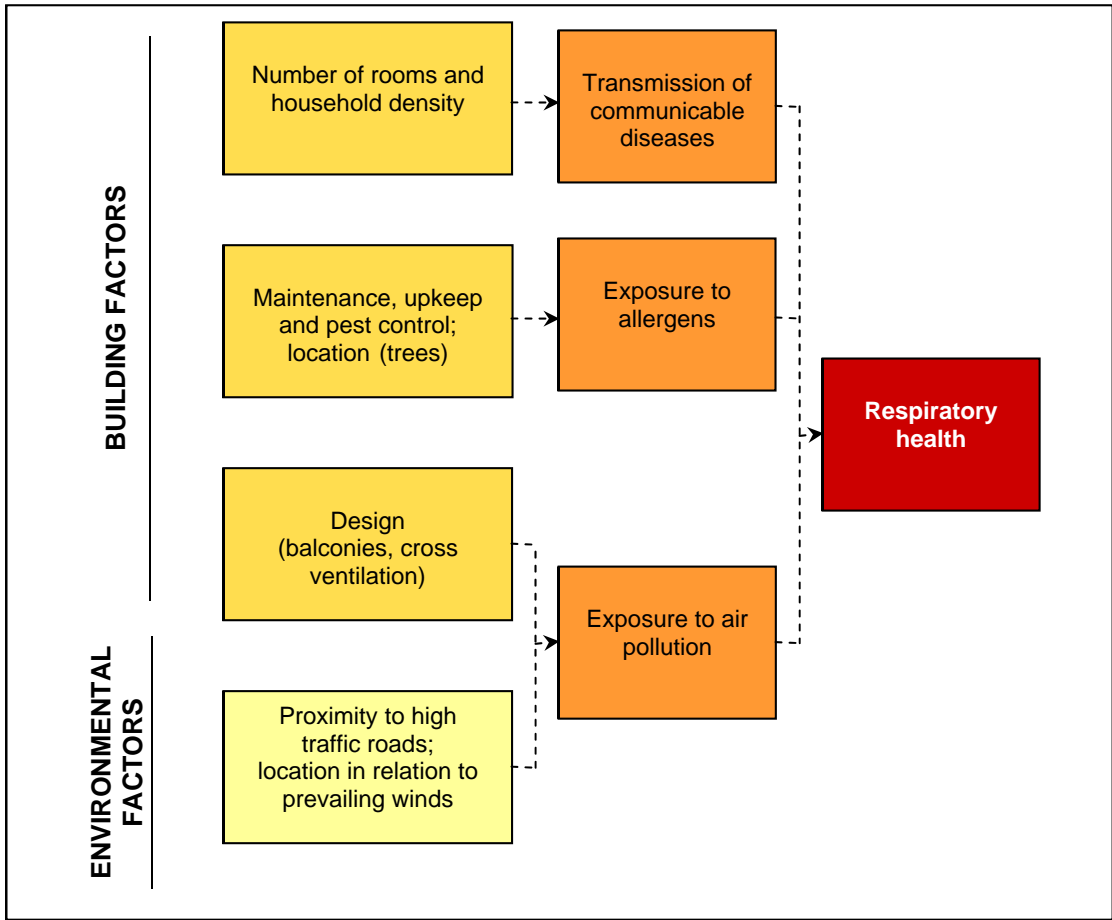 BUILDING FACTORS
Number of rooms and
household density
Transmission of
communicable
diseases
Maintenance, upkeep
and pest control;
location (trees)
Exposure to
allergens
Respiratory
health
Design
(balconies, cross
ventilation)
Exposure to air
pollution
ENVIRONMENTAL
FACTORS
Proximity to high
traffic roads;
location in relation to
prevailing winds